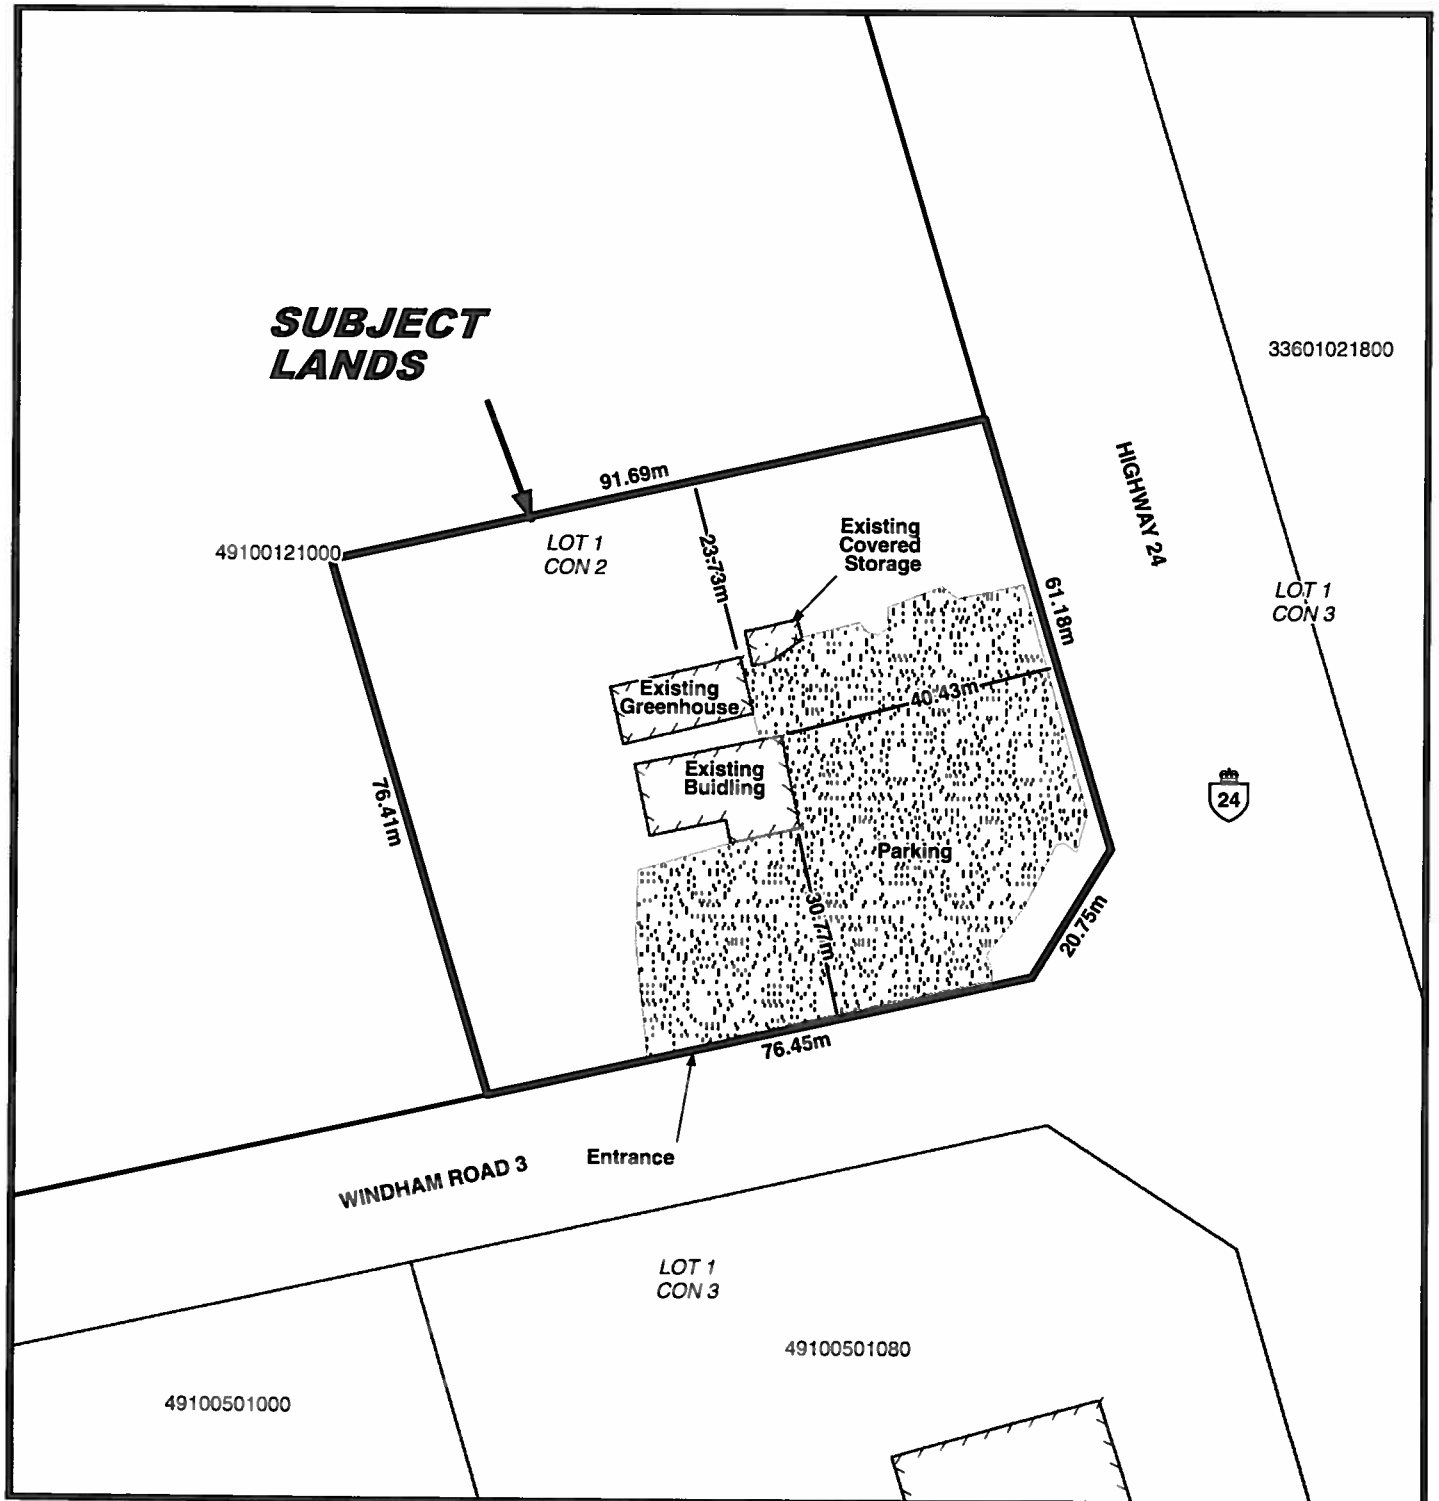 SUBJECT
LANDS
33601021800
HIGHWAY 24
91.69m
49100121000
LOT 1
CON 2
23.73m
Existing
Covered
Storage
61.18m
LOT 1
CON 3
Existing
Greenhouse
40.43m
Existing
Buidling
76.41m
24
Parking
30.77m
20.75m
76.45m
Entrance
WINDHAM ROAD 3
LOT 1
CON 3
49100501080
49100501000